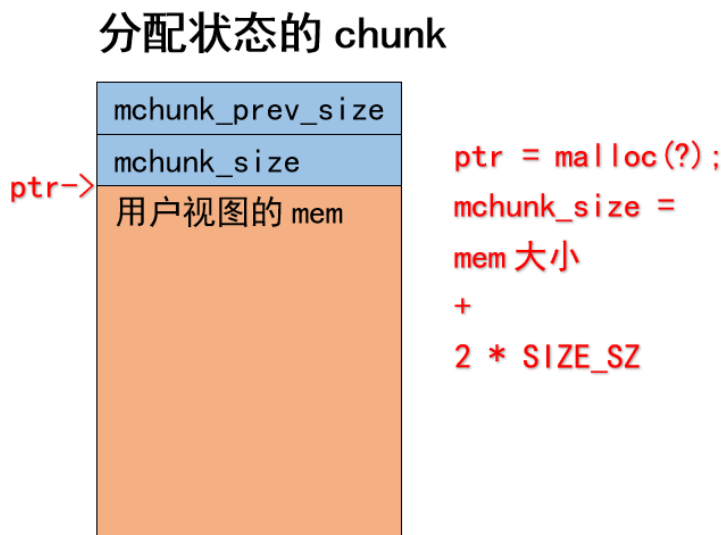 分配状态的 chunk
mchunk_prev_size
mchunk_size
ptr->
用户视图的 mem
ptr = malloc(?);
mchunk_size =
mem 大小
+
2 * SIZE_SZ